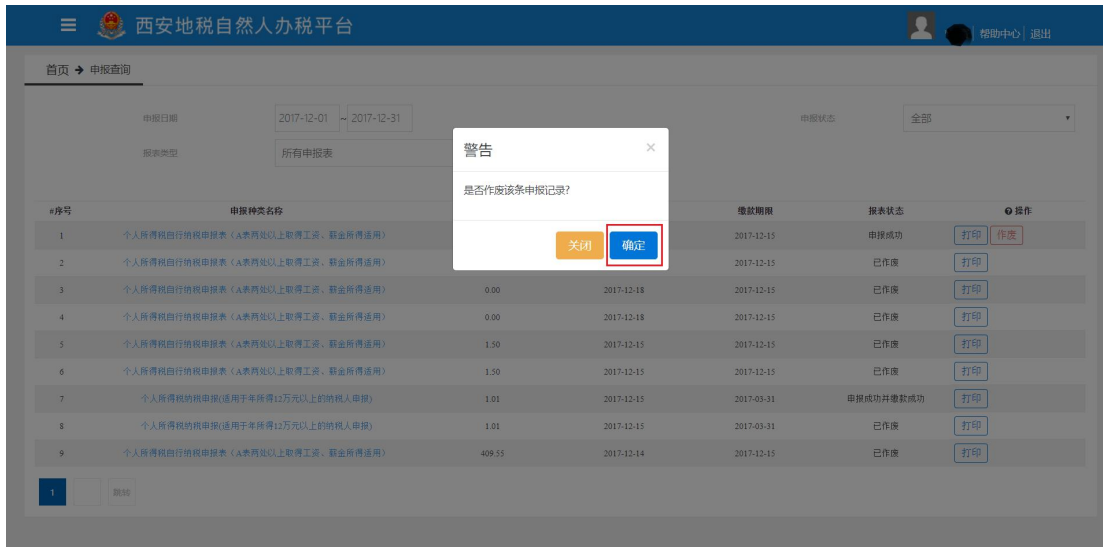 西安地税自然人办税平台
帮助中心 退出
首页 ➔ 申报查询
申报日期 2017-12-01 ~ 2017-12-31 申报状态 全部
报表类型 所有申报表
警告 ×
是否作废该条申报记录?
关闭 确定
#序号 申报种类名称 缴款期限 报表状态 操作
1 个人所得税自行纳税申报表（A表两处以上取得工资、薪金所得适用） 2017-12-15 申报成功 打印 作废
2 个人所得税自行纳税申报表（A表两处以上取得工资、薪金所得适用） 2017-12-15 已作废 打印
3 个人所得税自行纳税申报表（A表两处以上取得工资、薪金所得适用） 0.00 2017-12-18 2017-12-15 已作废 打印
4 个人所得税自行纳税申报表（A表两处以上取得工资、薪金所得适用） 0.00 2017-12-18 2017-12-15 已作废 打印
5 个人所得税自行纳税申报表（A表两处以上取得工资、薪金所得适用） 1.50 2017-12-15 2017-12-15 已作废 打印
6 个人所得税自行纳税申报表（A表两处以上取得工资、薪金所得适用） 1.50 2017-12-15 2017-12-15 已作废 打印
7 个人所得税纳税申报(适用于年所得12万元以上的纳税人申报) 1.01 2017-12-15 2017-03-31 申报成功并缴款成功 打印
8 个人所得税纳税申报(适用于年所得12万元以上的纳税人申报) 1.01 2017-12-15 2017-03-31 已作废 打印
9 个人所得税自行纳税申报表（A表两处以上取得工资、薪金所得适用） 409.55 2017-12-14 2017-12-15 已作废 打印
1 跳转